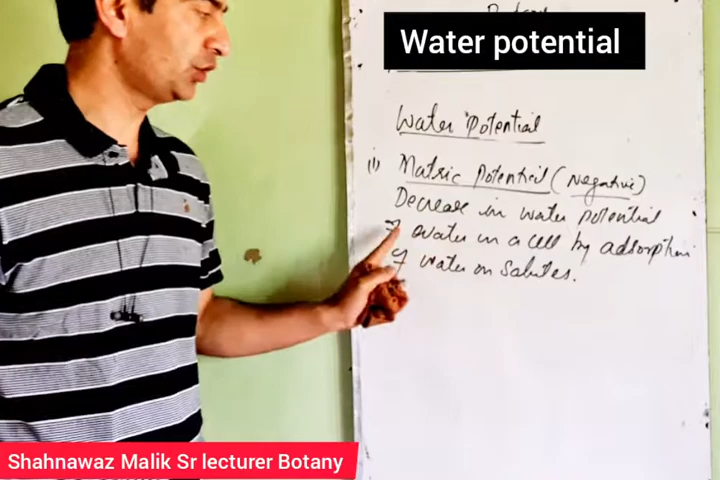 Water potential
Water Potential
(1) Matric Potential (Negative)
Decrease in water potential
of water in a cell by adsorption
of water on Solutes.
Shahnawaz Malik Sr lecturer Botany